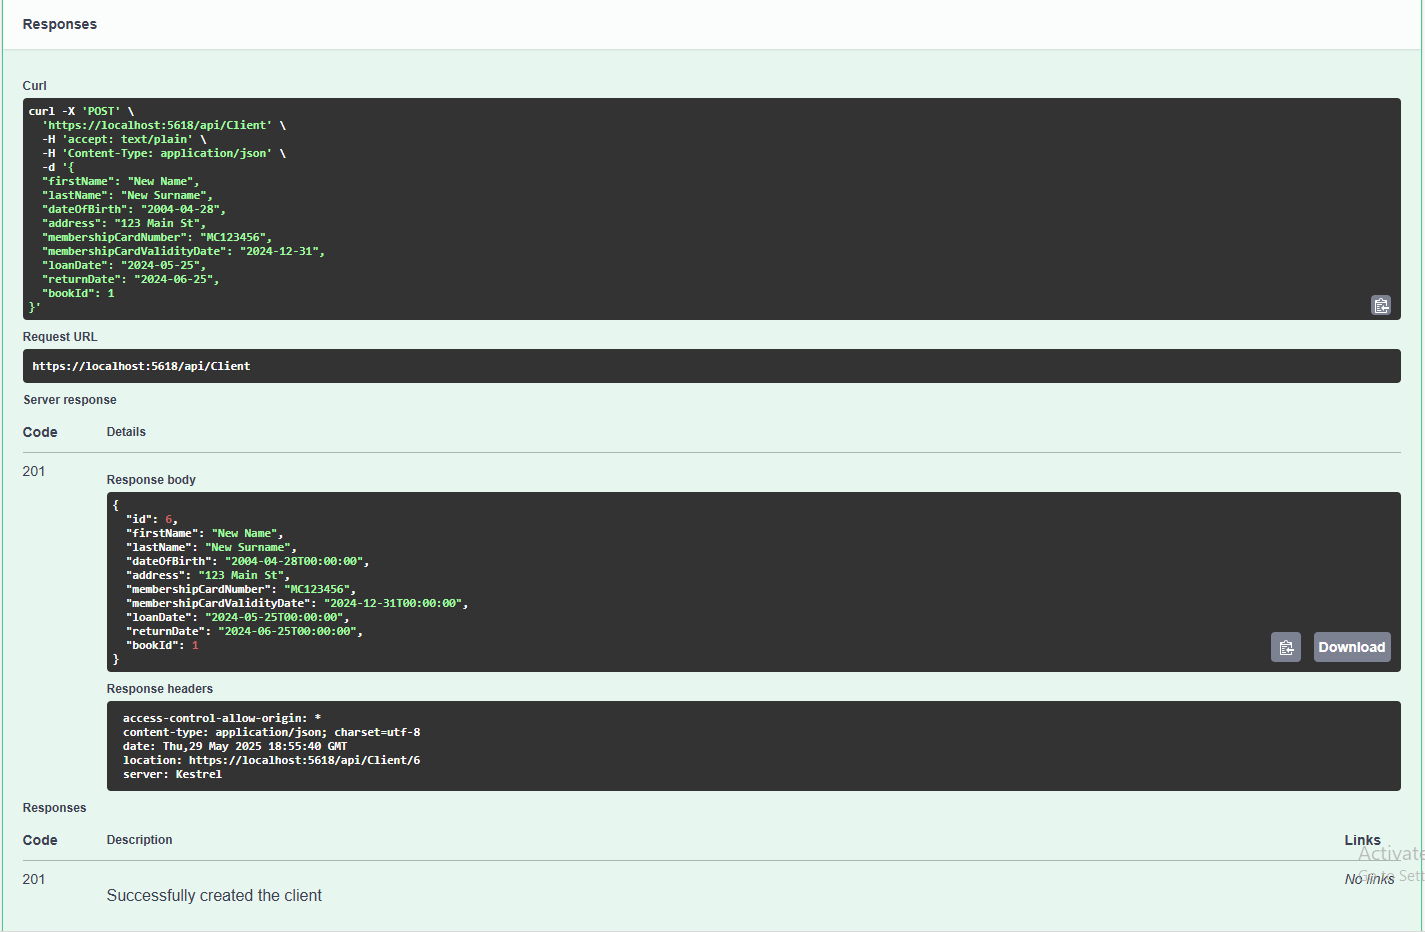 Responses
Curl
curl -X 'POST' \
  'https://localhost:5618/api/Client' \
  -H 'accept: text/plain' \
  -H 'Content-Type: application/json' \
  -d '{
  "firstName": "New Name",
  "lastName": "New Surname",
  "dateOfBirth": "2004-04-28",
  "address": "123 Main St",
  "membershipCardNumber": "MC123456",
  "membershipCardValidityDate": "2024-12-31",
  "loanDate": "2024-05-25",
  "returnDate": "2024-06-25",
  "bookId": 1
}'
Request URL
https://localhost:5618/api/Client
Server response
Code Details
201
Response body
{
  "id": 6,
  "firstName": "New Name",
  "lastName": "New Surname",
  "dateOfBirth": "2004-04-28T00:00:00",
  "address": "123 Main St",
  "membershipCardNumber": "MC123456",
  "membershipCardValidityDate": "2024-12-31T00:00:00",
  "loanDate": "2024-05-25T00:00:00",
  "returnDate": "2024-06-25T00:00:00",
  "bookId": 1
}
Download
Response headers
access-control-allow-origin: *
content-type: application/json; charset=utf-8
date: Thu,29 May 2025 18:55:40 GMT
location: https://localhost:5618/api/Client/6
server: Kestrel
Responses
Code Description Links
Activate
201 No links
Go to Sett
Successfully created the client